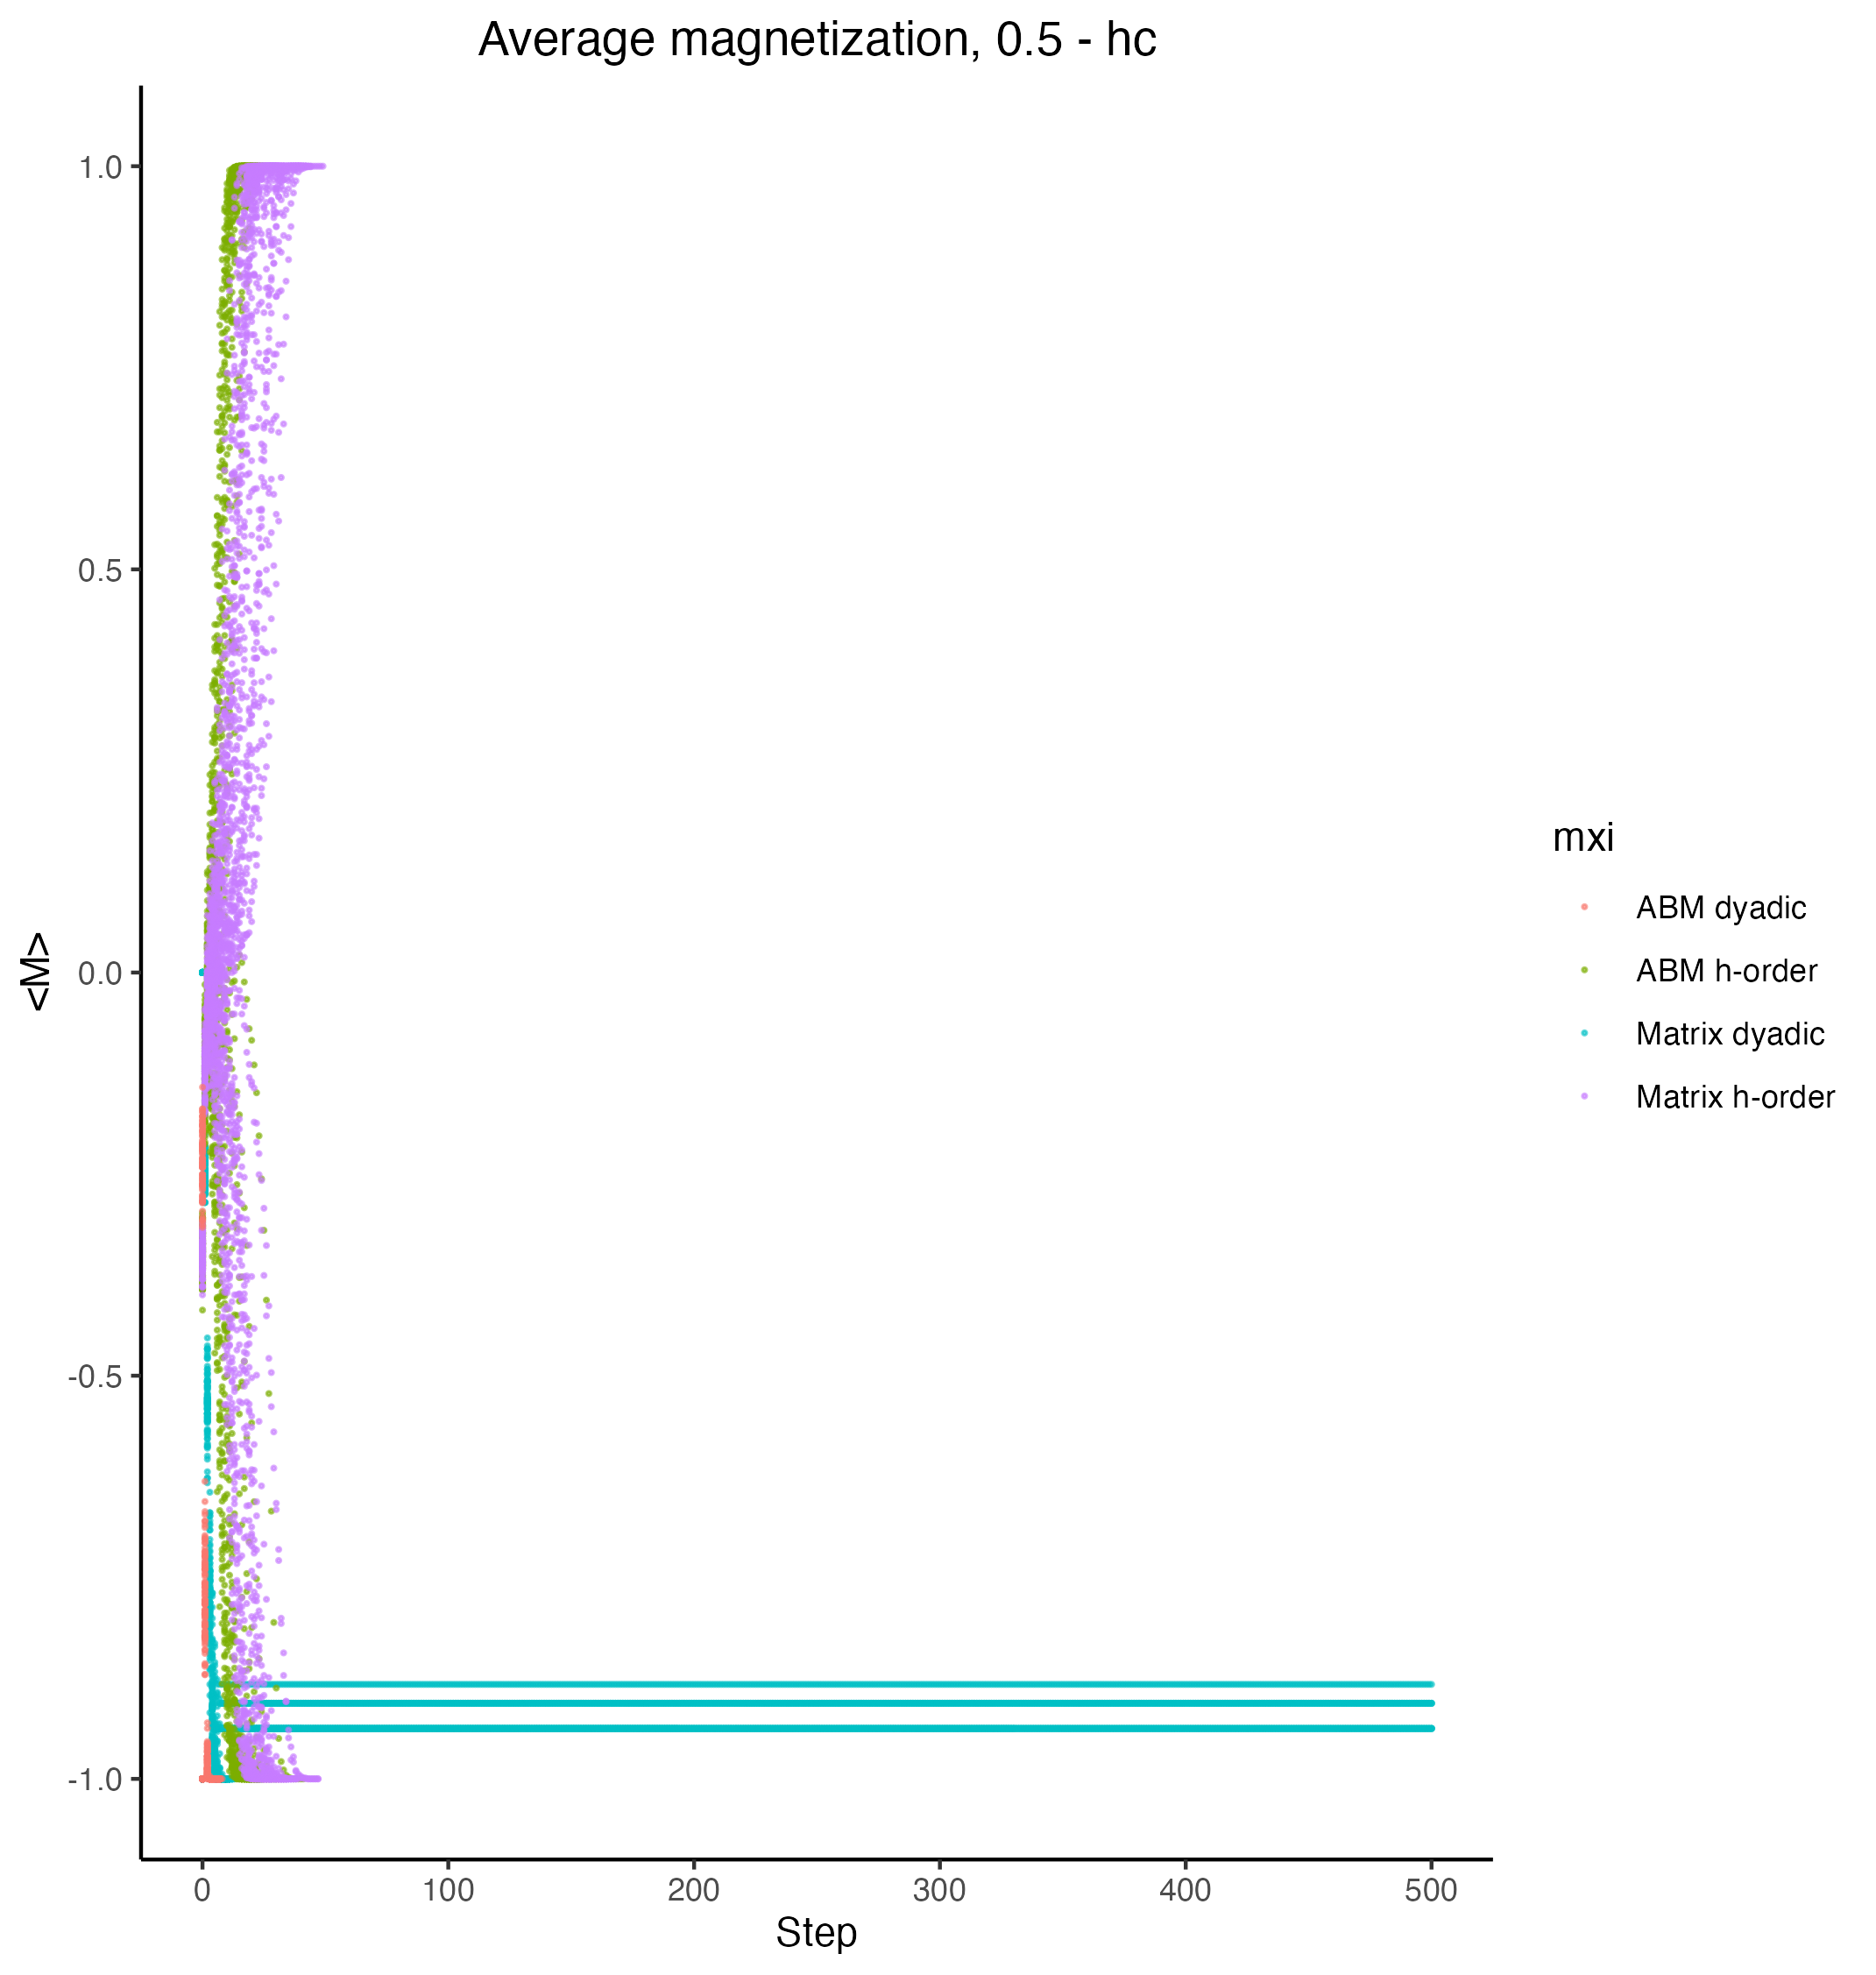 Average magnetization, 0.5 - hc
<M>
1.0
0.5
0.0
-0.5
-1.0
0
100
200
300
400
500
Step
mxi
ABM dyadic
ABM h-order
Matrix dyadic
Matrix h-order